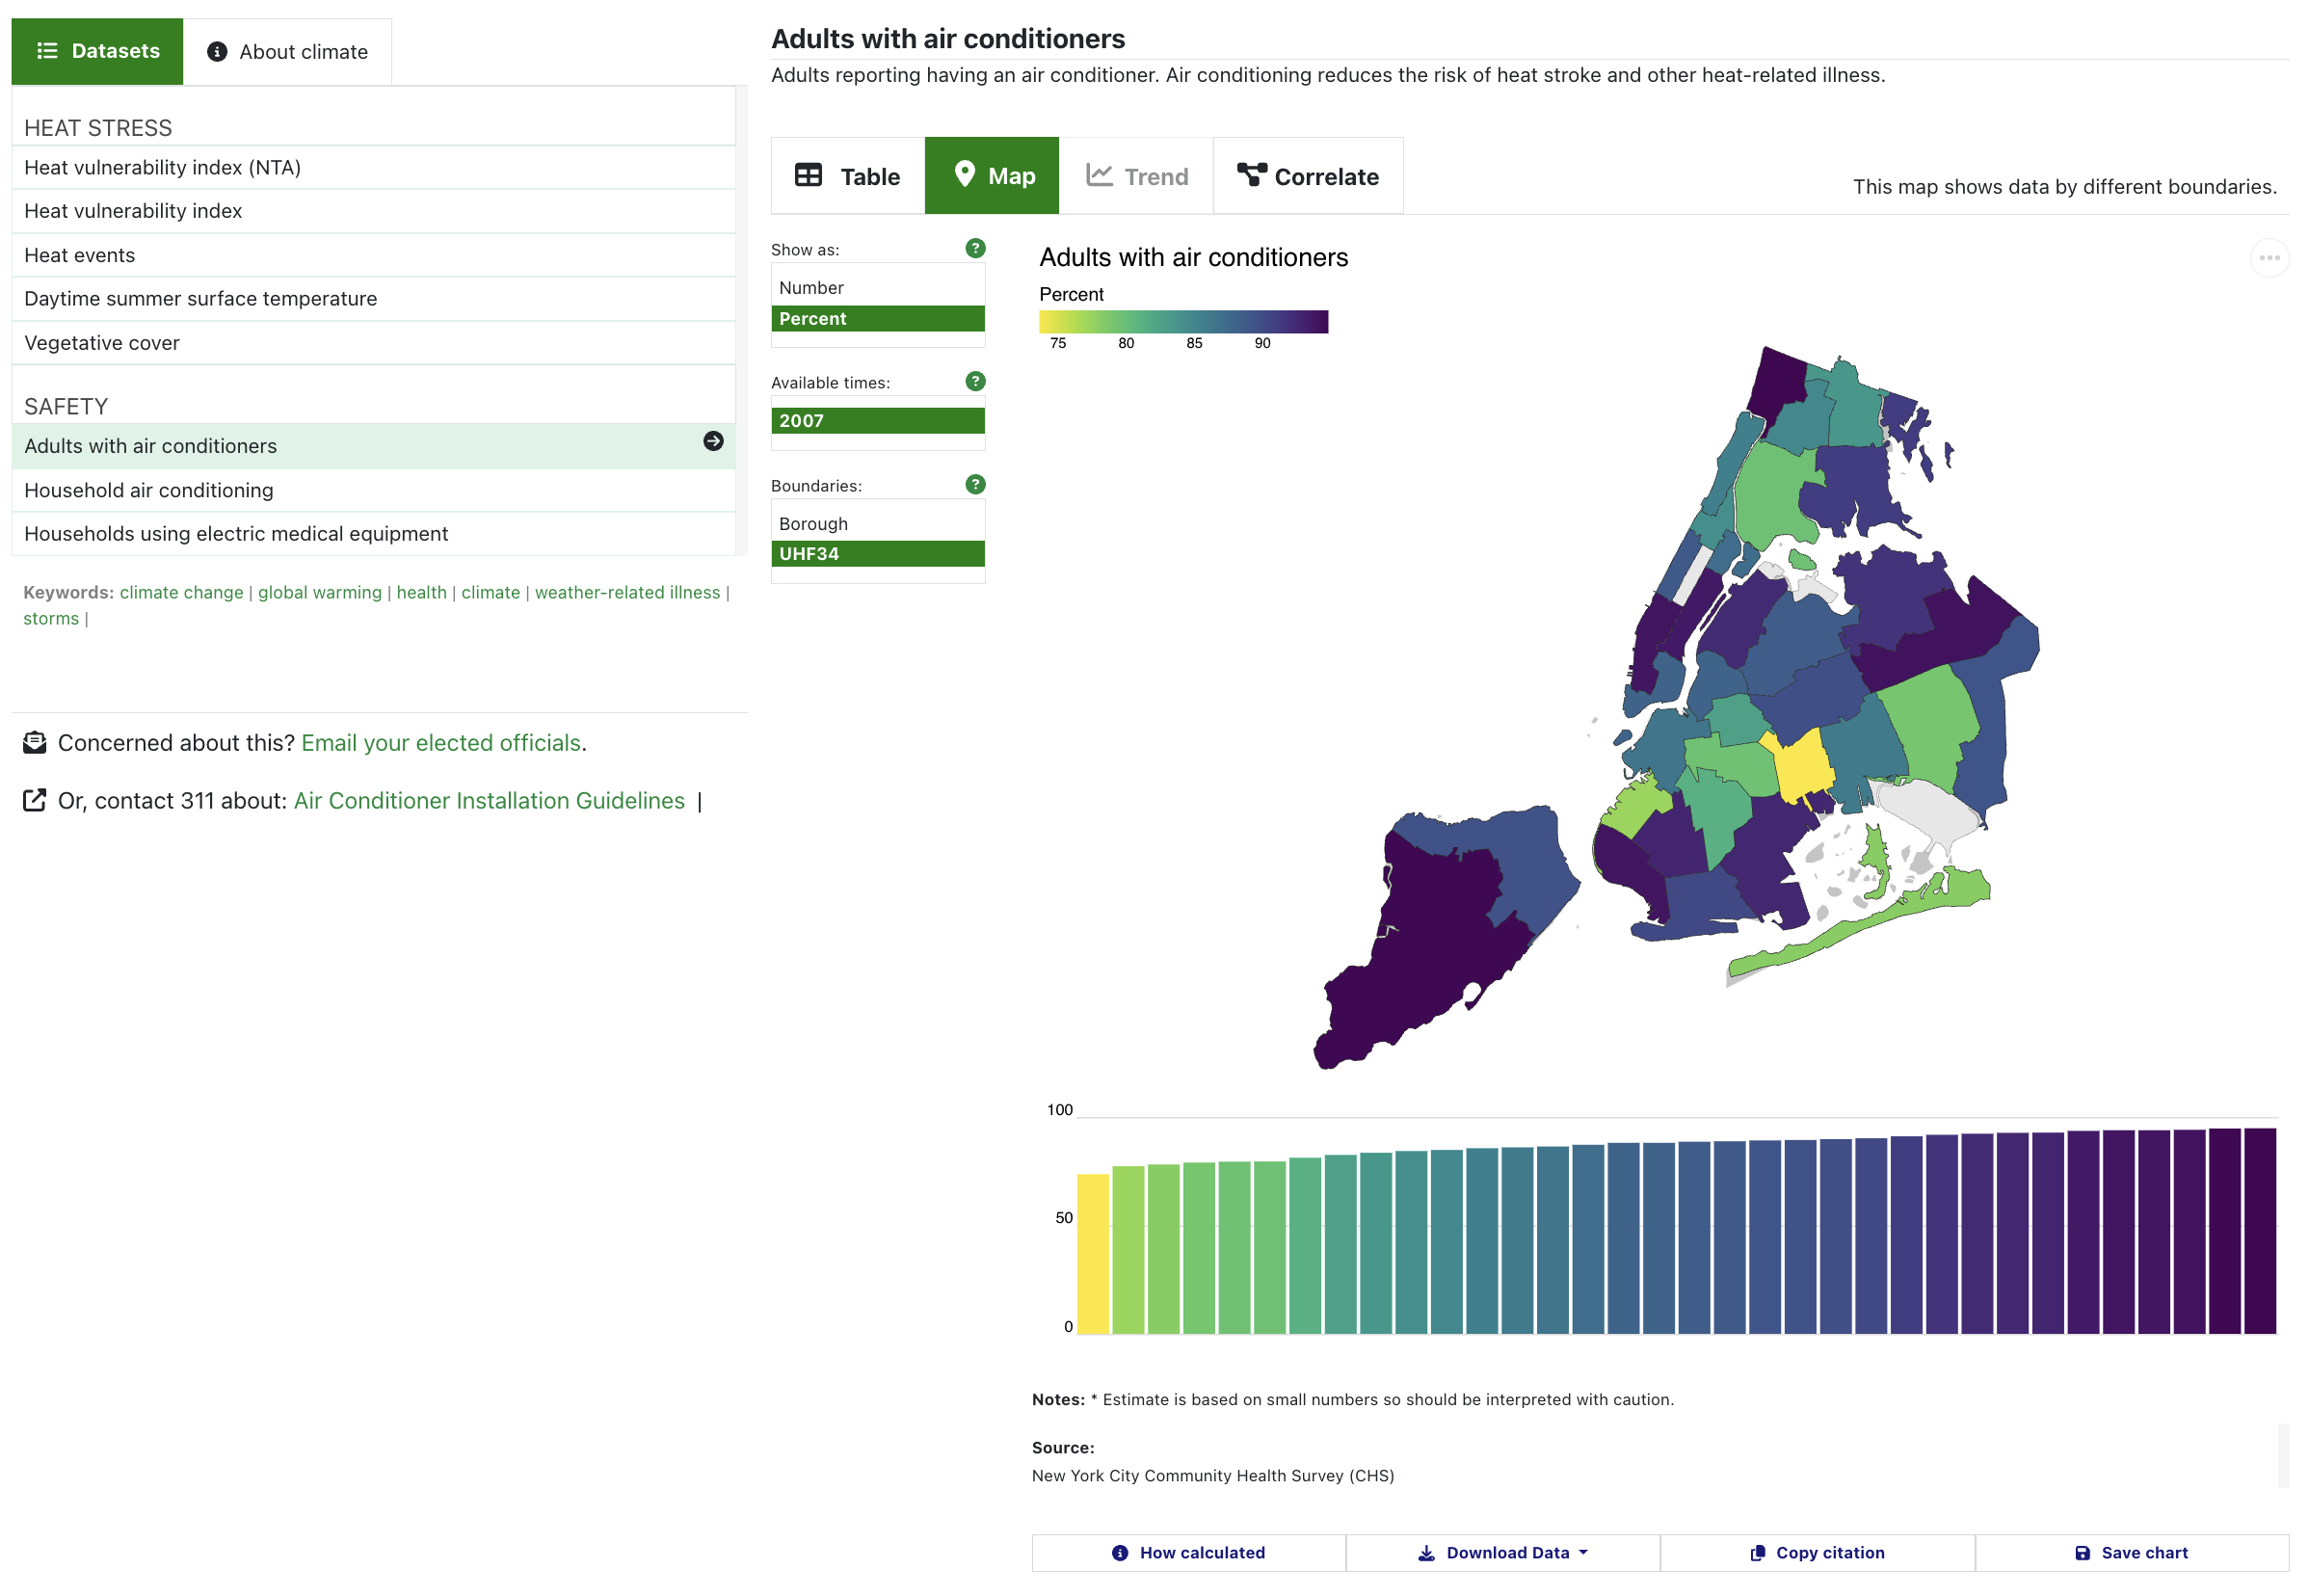 Datasets
About climate
HEAT STRESS
Heat vulnerability index (NTA)
Heat vulnerability index
Heat events
Daytime summer surface temperature
Vegetative cover
SAFETY
Adults with air conditioners
Household air conditioning
Households using electric medical equipment
Keywords: climate change | global warming | health | climate | weather-related illness |
storms |
Concerned about this? Email your elected officials.
Or, contact 311 about: Air Conditioner Installation Guidelines |
Adults with air conditioners
Adults reporting having an air conditioner. Air conditioning reduces the risk of heat stroke and other heat-related illness.
Table
Map
Trend
Correlate
This map shows data by different boundaries.
Show as: ?
Number
Percent
Available times: ?
2007
Boundaries: ?
Borough
UHF34
Adults with air conditioners
Percent
75 80 85 90
100
50
0
Notes: * Estimate is based on small numbers so should be interpreted with caution.
Source:
New York City Community Health Survey (CHS)
How calculated
Download Data
Copy citation
Save chart